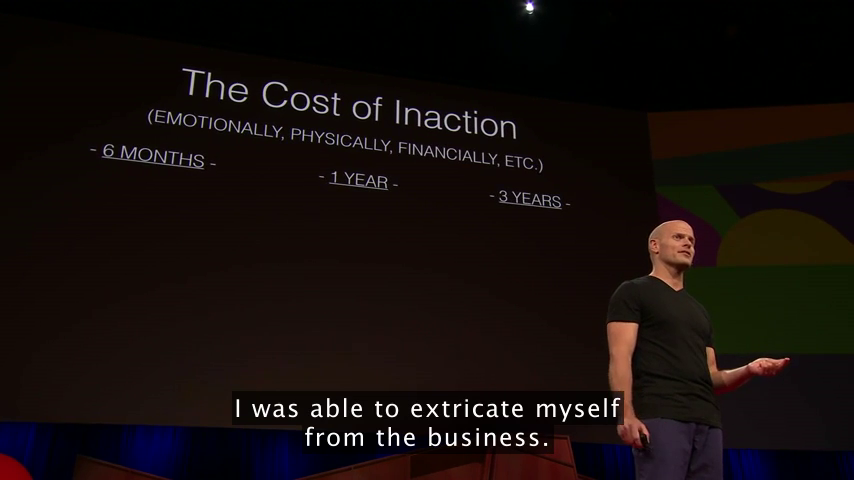 The Cost of Inaction
(EMOTIONALLY, PHYSICALLY, FINANCIALLY, ETC.)
- 6 MONTHS -
- 1 YEAR -
- 3 YEARS -
I was able to extricate myself
from the business.